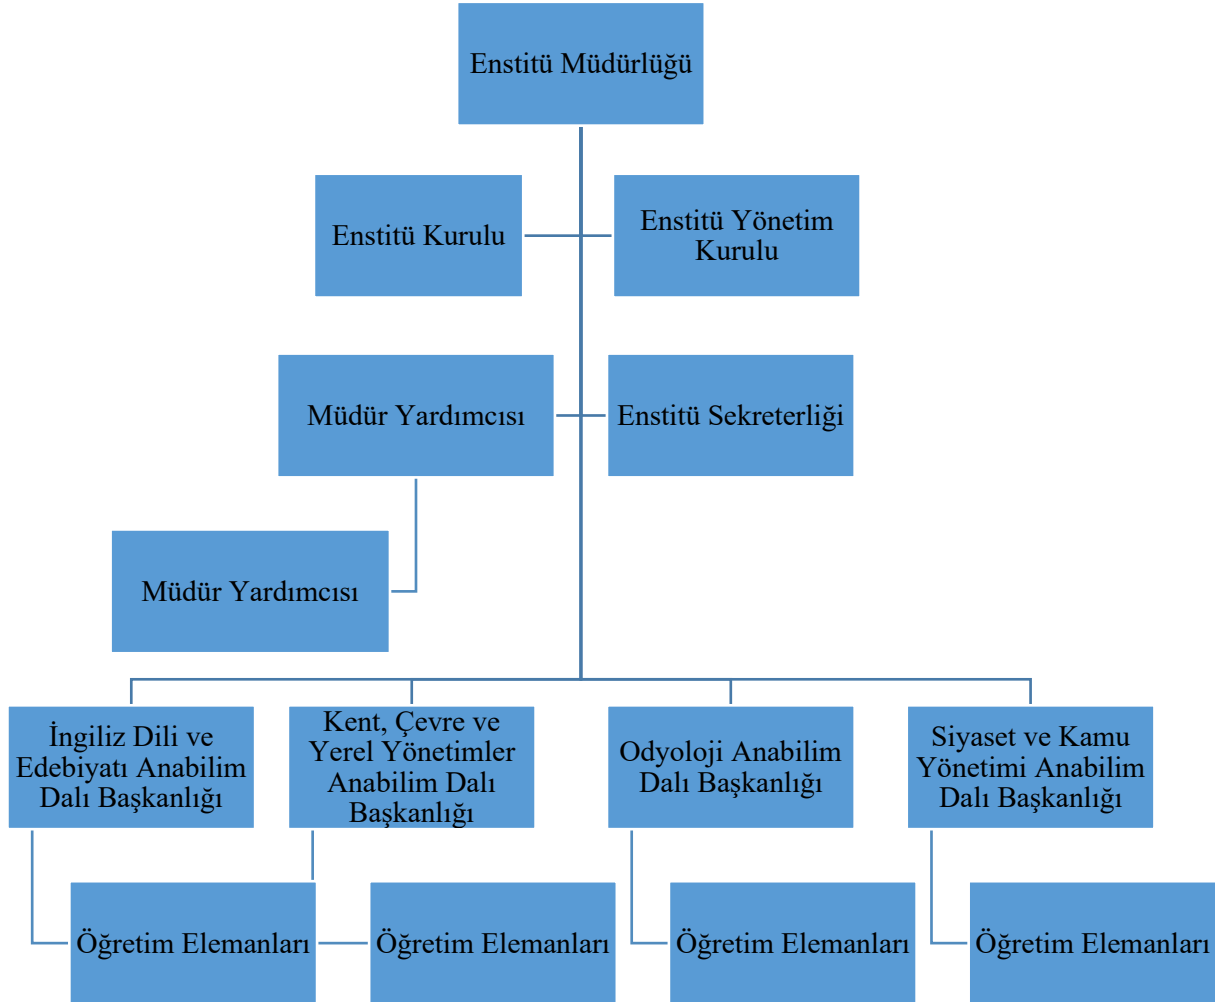 Enstitü Müdürlüğü
Enstitü Kurulu
Enstitü Yönetim
Kurulu
Müdür Yardımcısı
Enstitü Sekreterliği
Müdür Yardımcısı
İngiliz Dili ve
Edebiyatı Anabilim
Dalı Başkanlığı
Kent, Çevre ve
Yerel Yönetimler
Anabilim Dalı
Başkanlığı
Odyoloji Anabilim
Dalı Başkanlığı
Siyaset ve Kamu
Yönetimi Anabilim
Dalı Başkanlığı
Öğretim Elemanları
Öğretim Elemanları
Öğretim Elemanları
Öğretim Elemanları